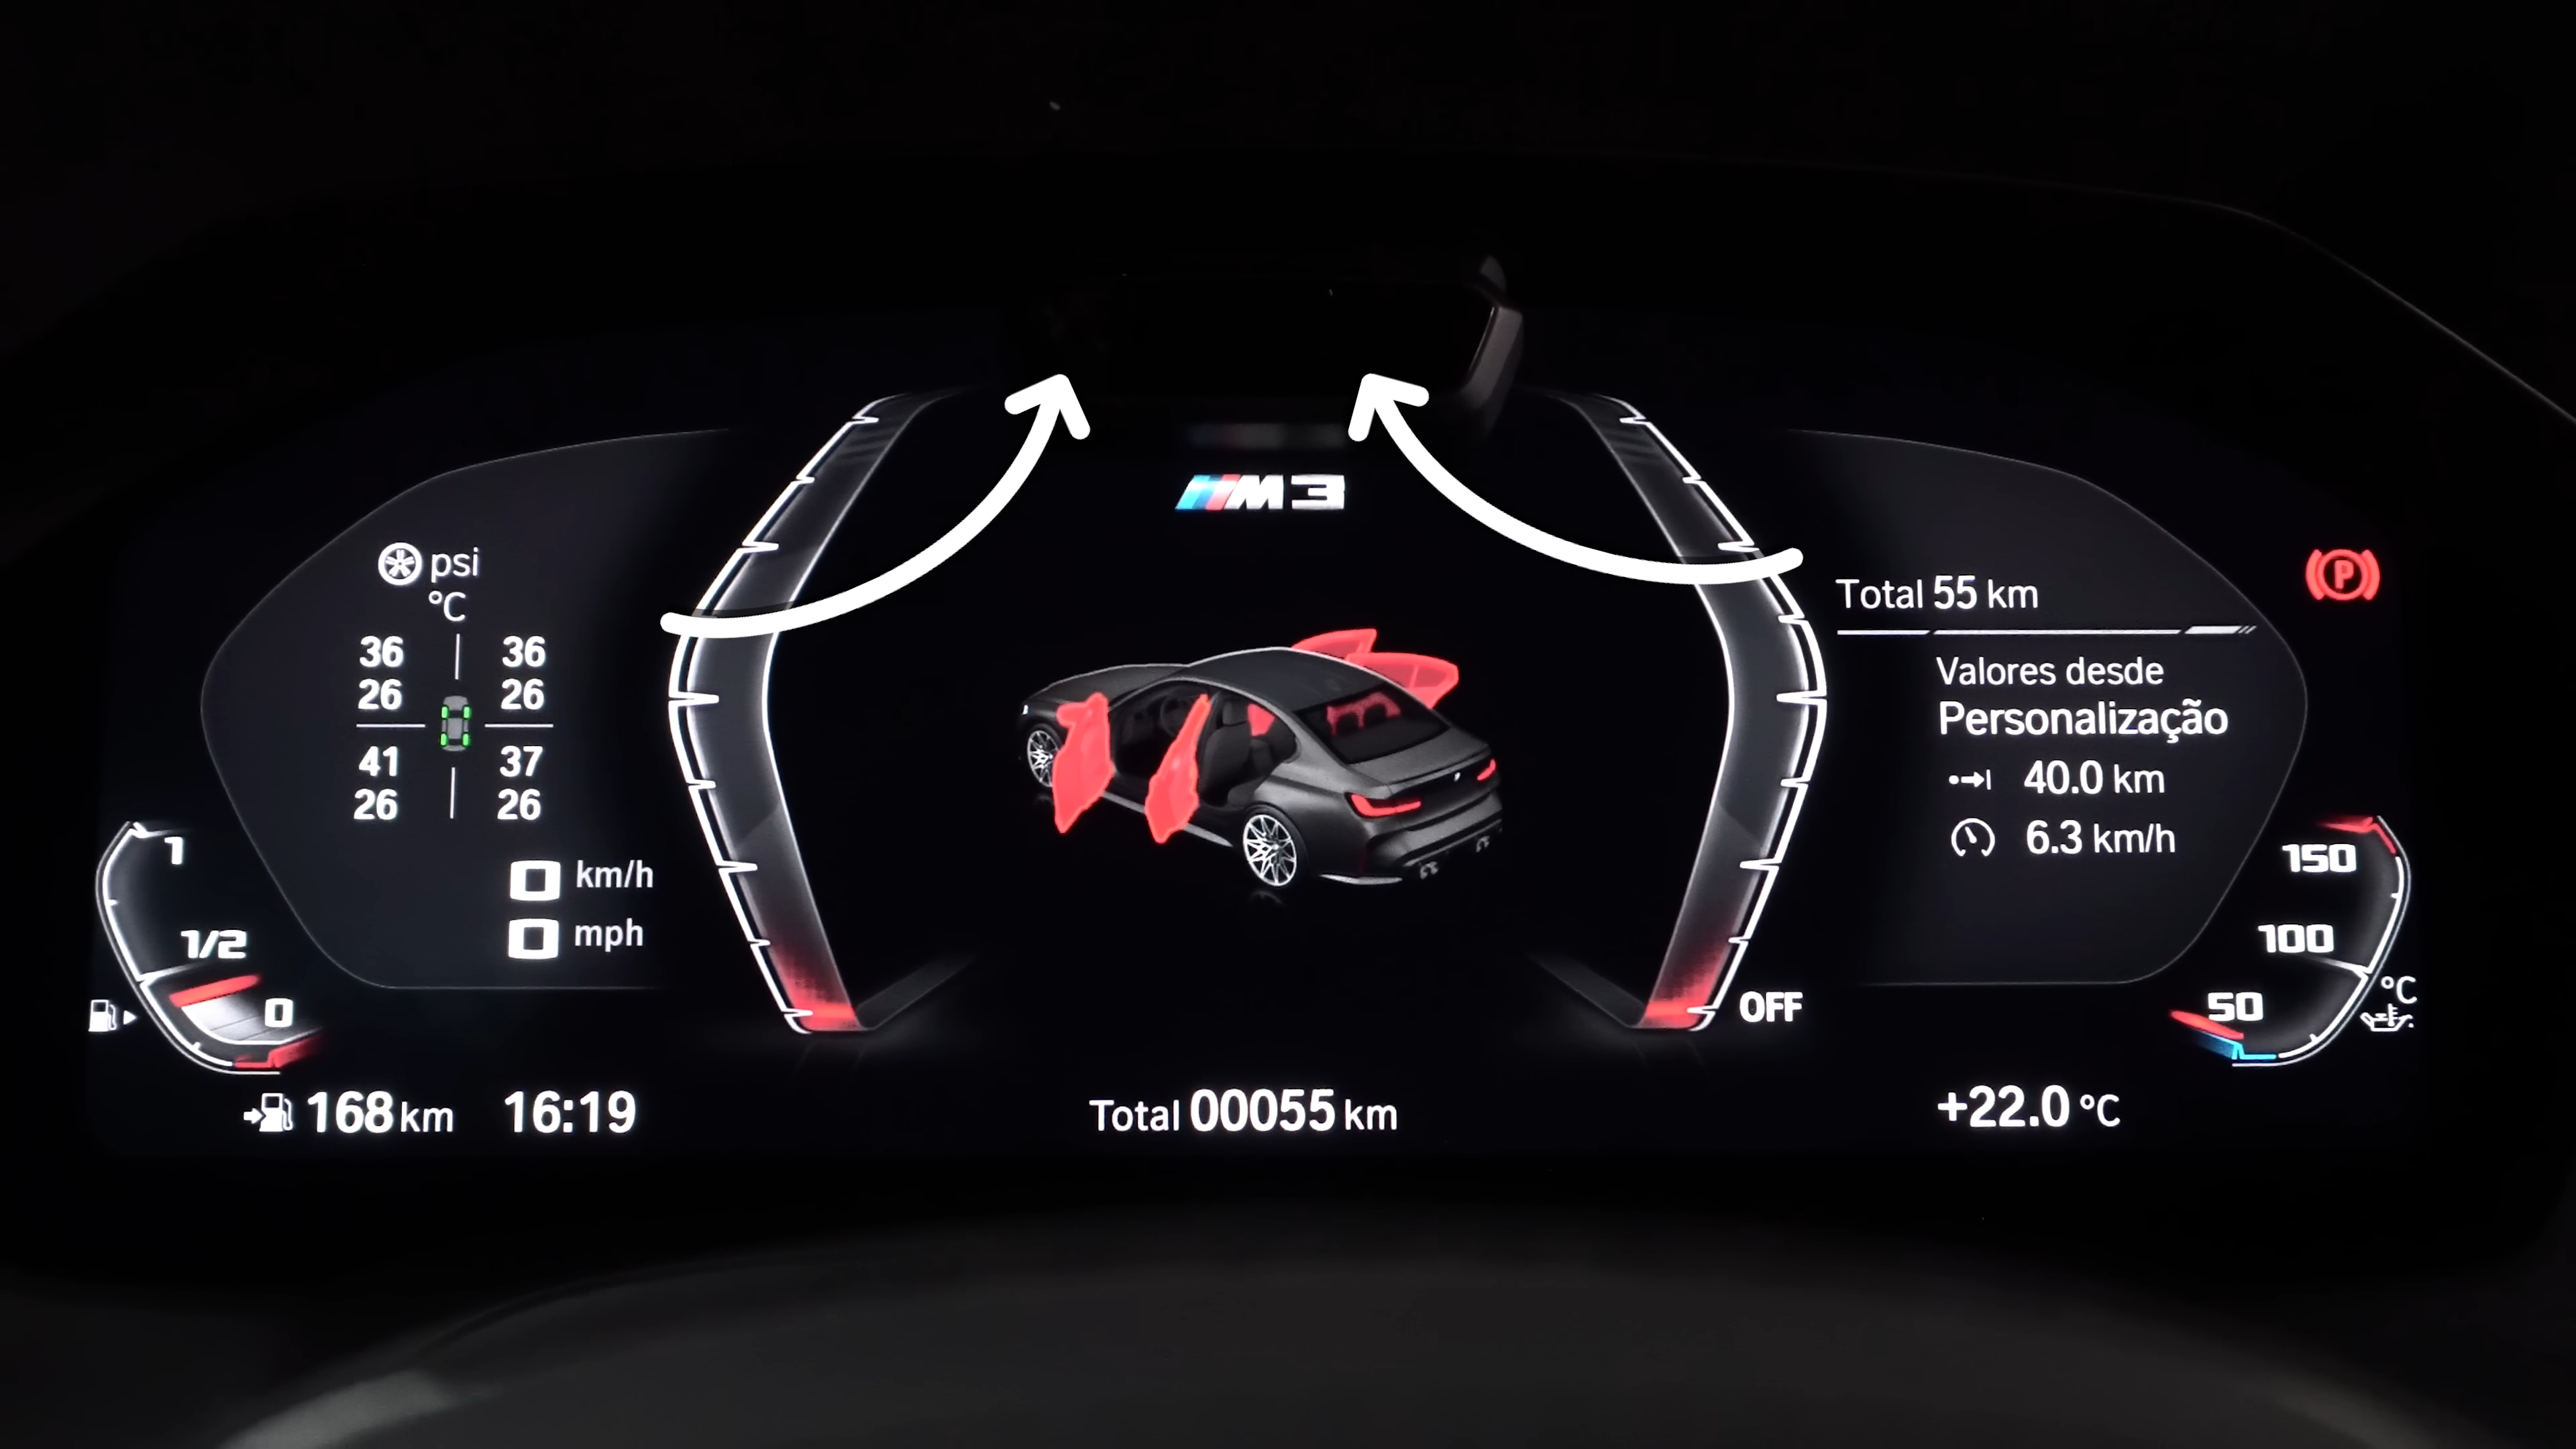 M3
psi
°C
36 36
26 26
41 37
26 26
0 km/h
0 mph
Total 55 km
Valores desde
Personalização
40.0 km
6.3 km/h
P
1
1/2
0
150
100
50
°C
OFF
168 km 16:19
Total 00055 km
+22.0 °C